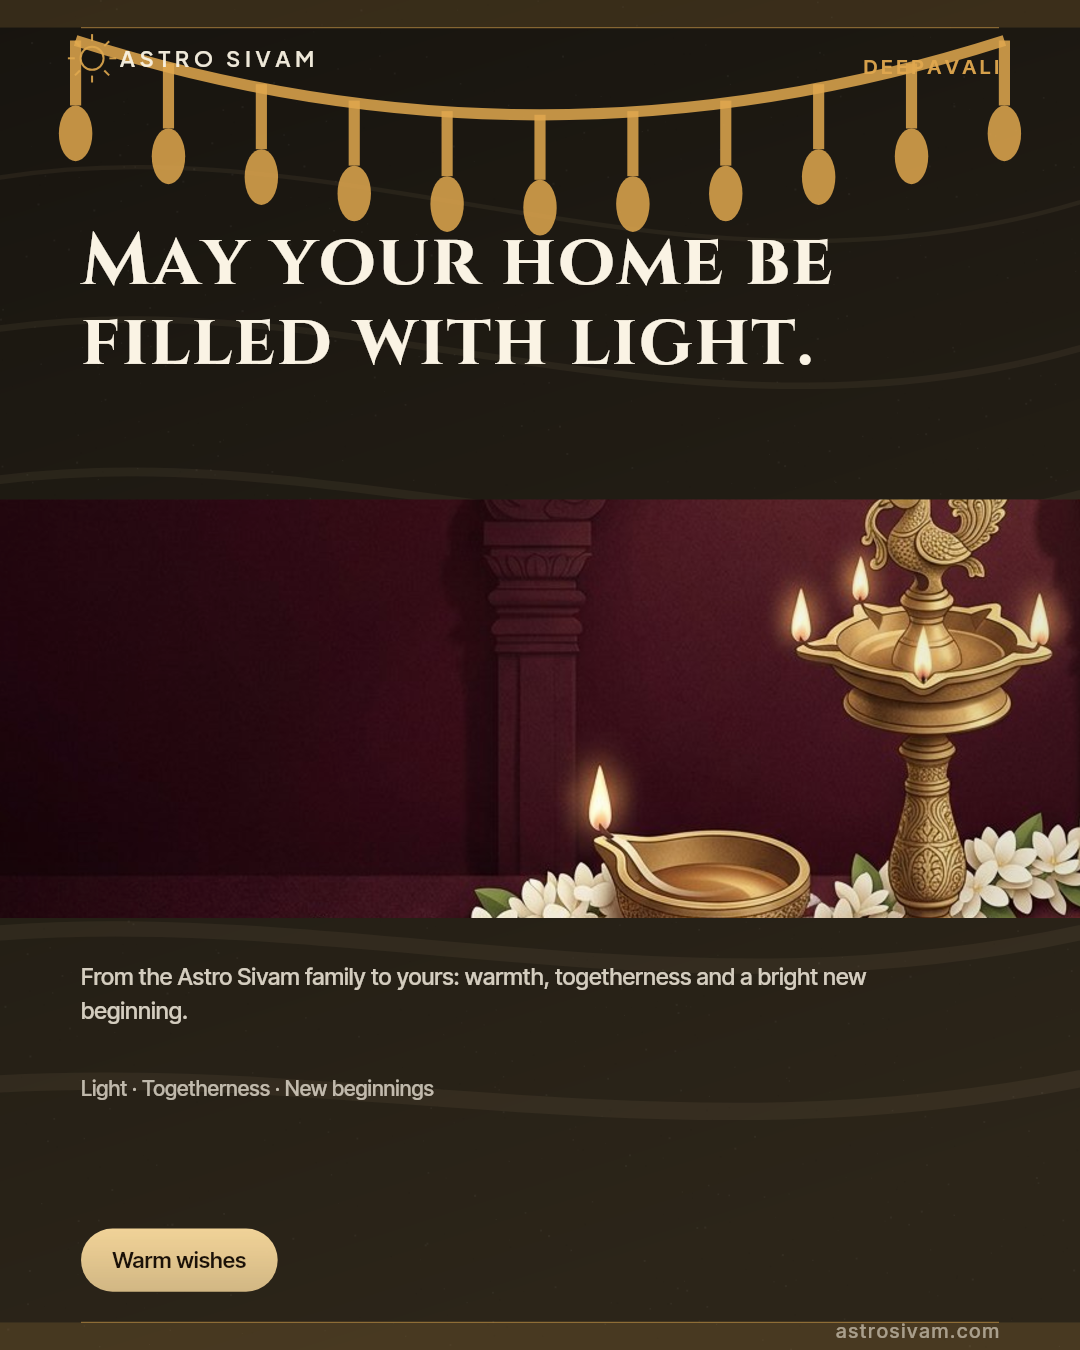 ASTRO SIVAM
DEEPAVALI
MAY YOUR HOME BE
FILLED WITH LIGHT.
From the Astro Sivam family to yours: warmth, togetherness and a bright new
beginning.
Light · Togetherness · New beginnings
Warm wishes
astrosivam.com